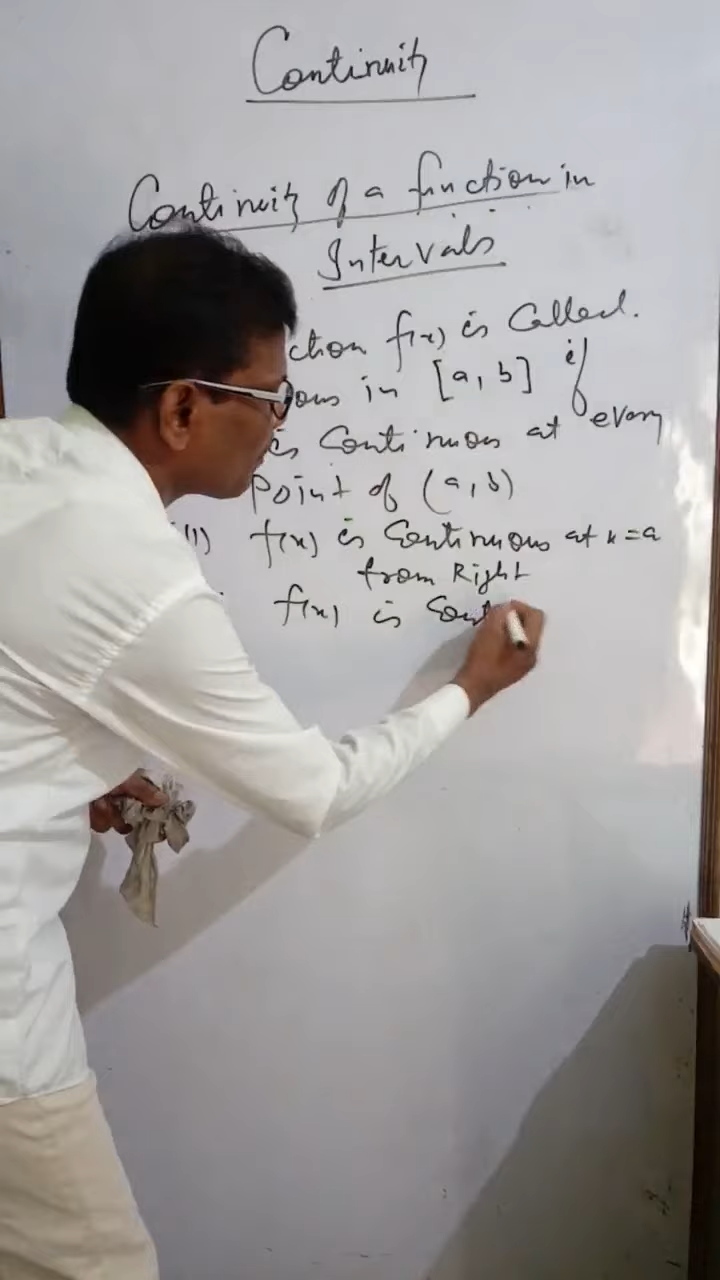 Continuity
Continuity of a function in
Intervals
ction f(x) is Called.
ous in [a, b] if
is Continuous at every
Point of (a, b)
(1) f(x) is Continuous at x = a
from Right
f(x) is Cont